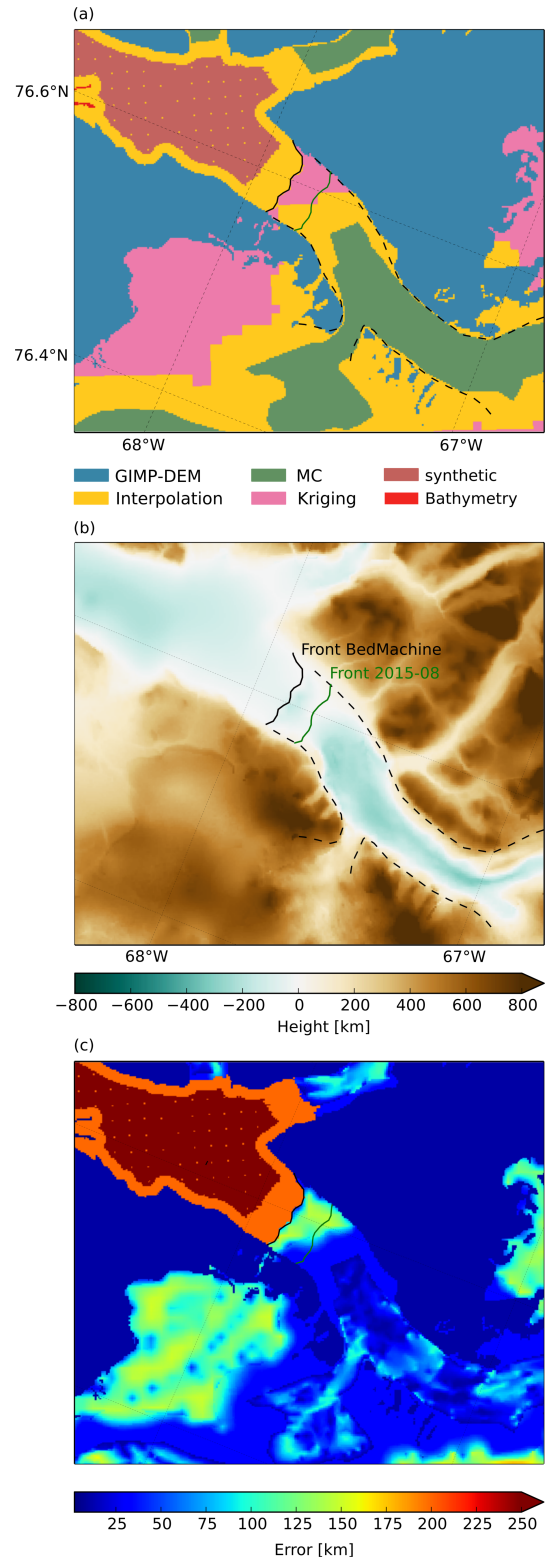 (a)
76.6°N
76.4°N
68°W 67°W
GIMP-DEM MC synthetic
Interpolation Kriging Bathymetry
(b)
Front BedMachine
Front 2015-08
68°W 67°W
−800 −600 −400 −200 0 200 400 600 800
Height [km]
(c)
25 50 75 100 125 150 175 200 225 250
Error [km]